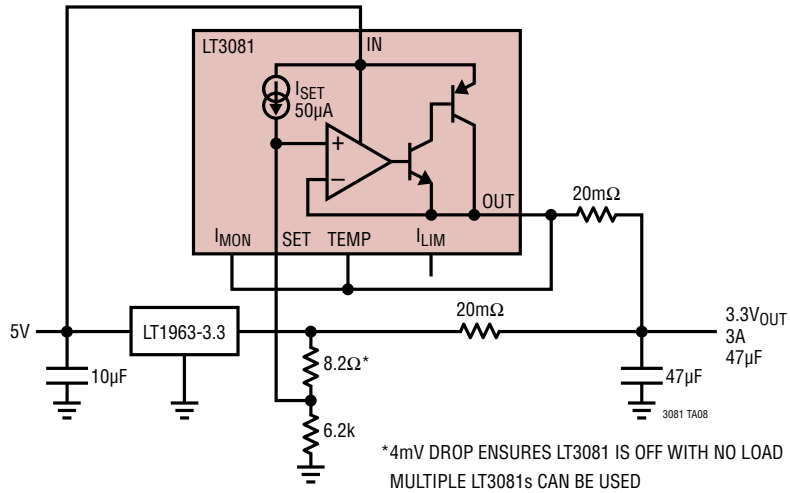 LT3081
IN
ISET
50µA
+
–
OUT
20mΩ
IMON
SET
TEMP
ILIM
5V
LT1963-3.3
20mΩ
3.3VOUT
3A
47µF
10µF
8.2Ω*
47µF
3081 TA08
6.2k
*4mV DROP ENSURES LT3081 IS OFF WITH NO LOAD
MULTIPLE LT3081s CAN BE USED